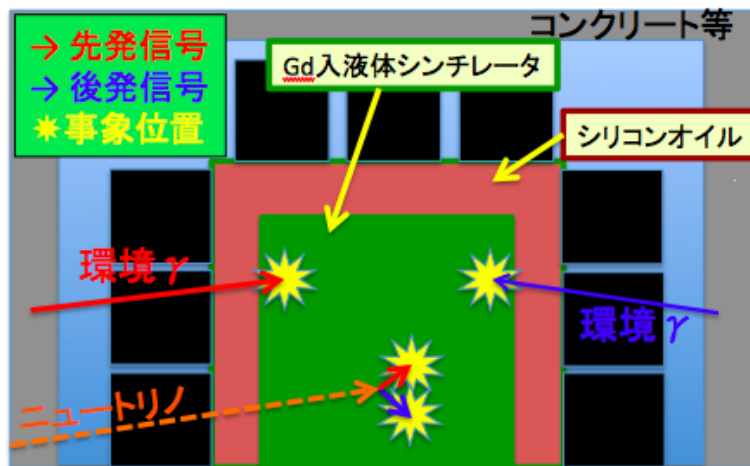 コンクリート等
→ 先発信号
→ 後発信号
事象位置
Gd入液体シンチレータ
シリコンオイル
環境γ
環境γ
ニュートリノ